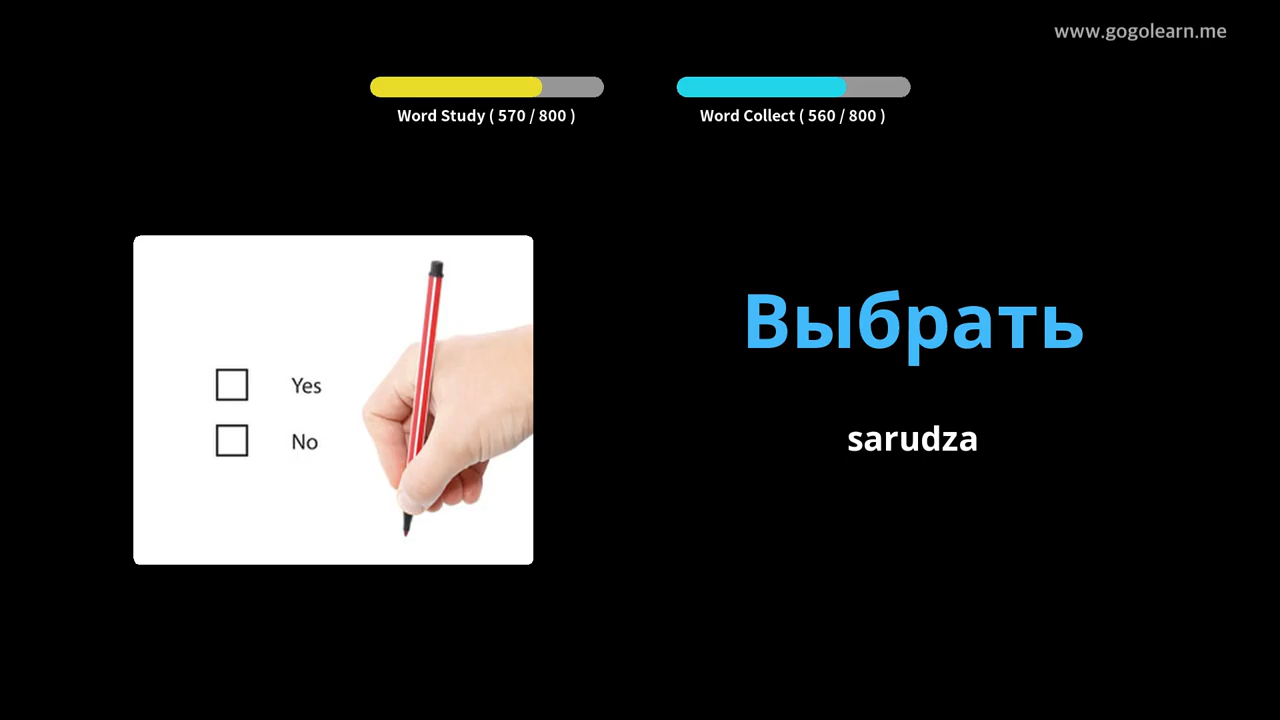 www.gogolearn.me
Word Study ( 570 / 800 )
Word Collect ( 560 / 800 )
Yes
No
Выбрать
sarudza